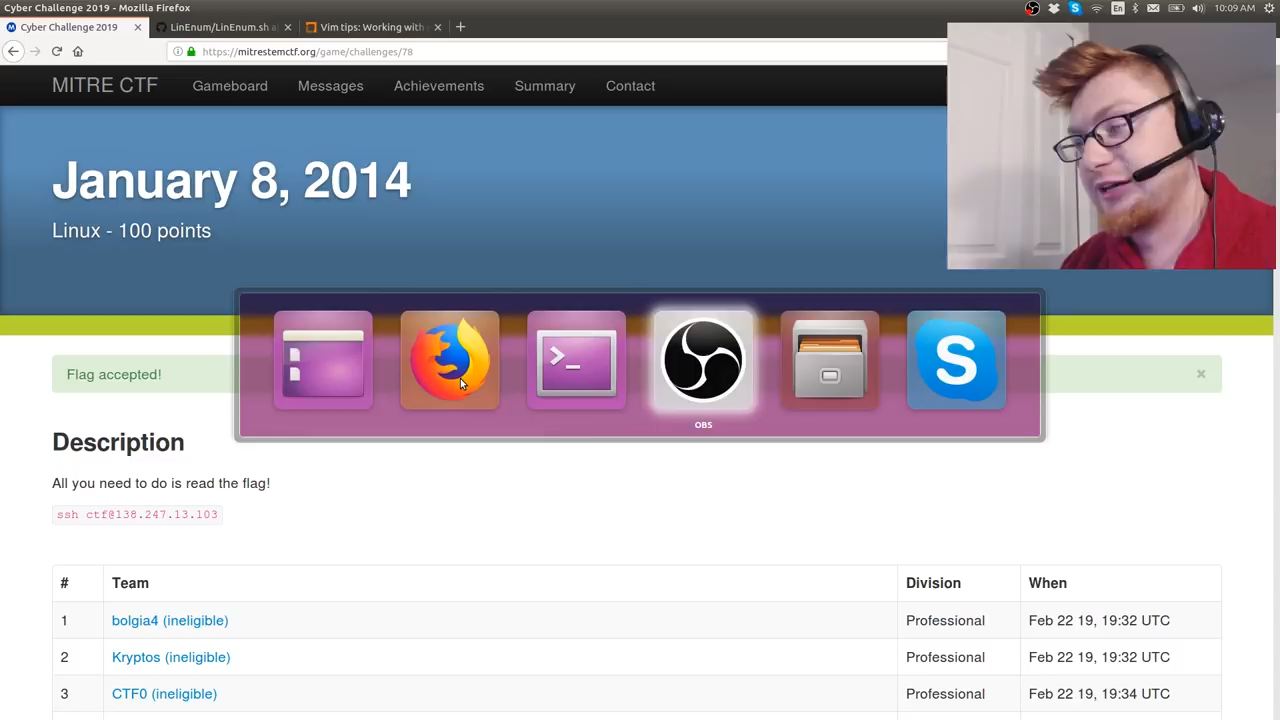 Cyber Challenge 2019 - Mozilla Firefox
En
10:09 AM
Cyber Challenge 2019
LinEnum/LinEnum.sh a
Vim tips: Working with
https://mitrestemctf.org/game/challenges/78
MITRE CTF
Gameboard
Messages
Achievements
Summary
Contact
January 8, 2014
Linux - 100 points
OBS
Flag accepted!
Description
All you need to do is read the flag!
ssh ctf@138.247.13.103
# Team Division When
1 bolgia4 (ineligible) Professional Feb 22 19, 19:32 UTC
2 Kryptos (ineligible) Professional Feb 22 19, 19:32 UTC
3 CTF0 (ineligible) Professional Feb 22 19, 19:34 UTC